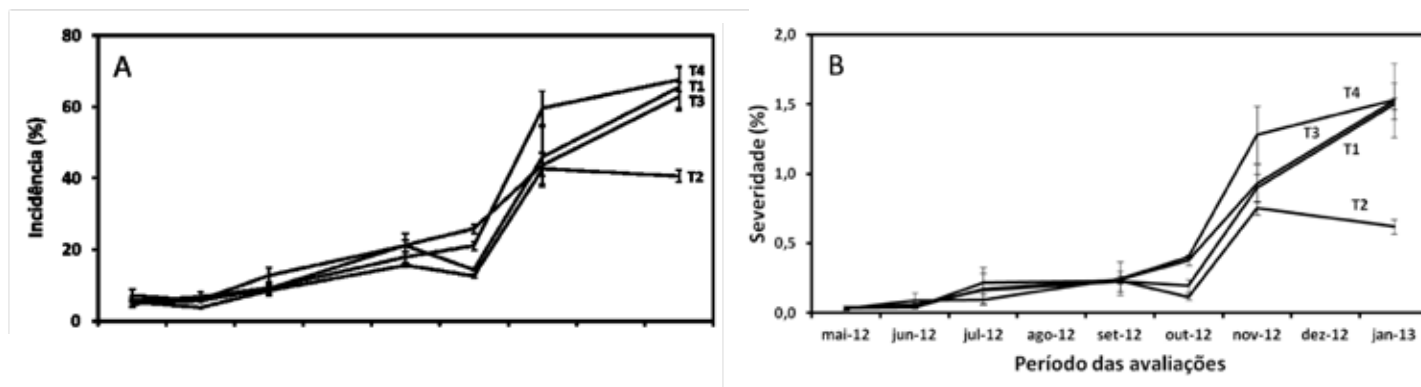 A
Incidência (%)
80
60
40
20
0
T4
T1
T3
T2
B
Severidade (%)
2,0
1,5
1,0
0,5
0,0
T4
T3
T1
T2
mai-12 jun-12 jul-12 ago-12 set-12 out-12 nov-12 dez-12 jan-13
Período das avaliações